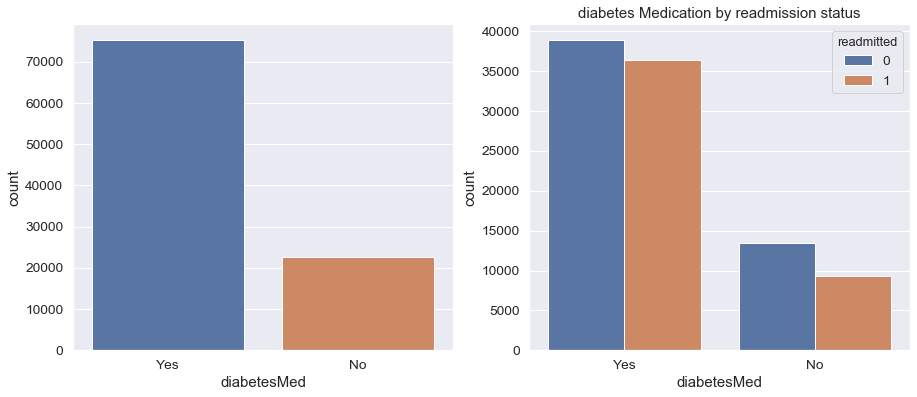 70000
60000
50000
40000
30000
20000
10000
0
count
Yes
No
diabetesMed
diabetes Medication by readmission status
40000
35000
30000
25000
20000
15000
10000
5000
0
count
readmitted
0
1
Yes
No
diabetesMed